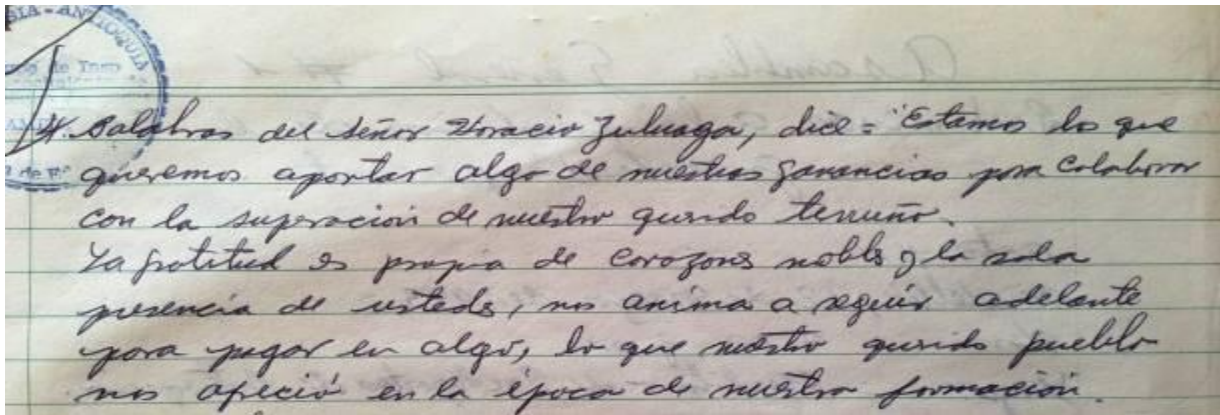 SIA - ANTIOQUIA
4. Palabras del señor Horacio Zuluaga, dice = "Estamos los que
queremos aportar algo de nuestras ganancias para colaborar
con la superación de nuestro querido terruño.
La gratitud es propia de corazones nobles y la sola
presencia de ustedes, nos anima a seguir adelante
para pagar en algo, lo que nuestro querido pueblo
nos ofreció en la época de nuestra formación.